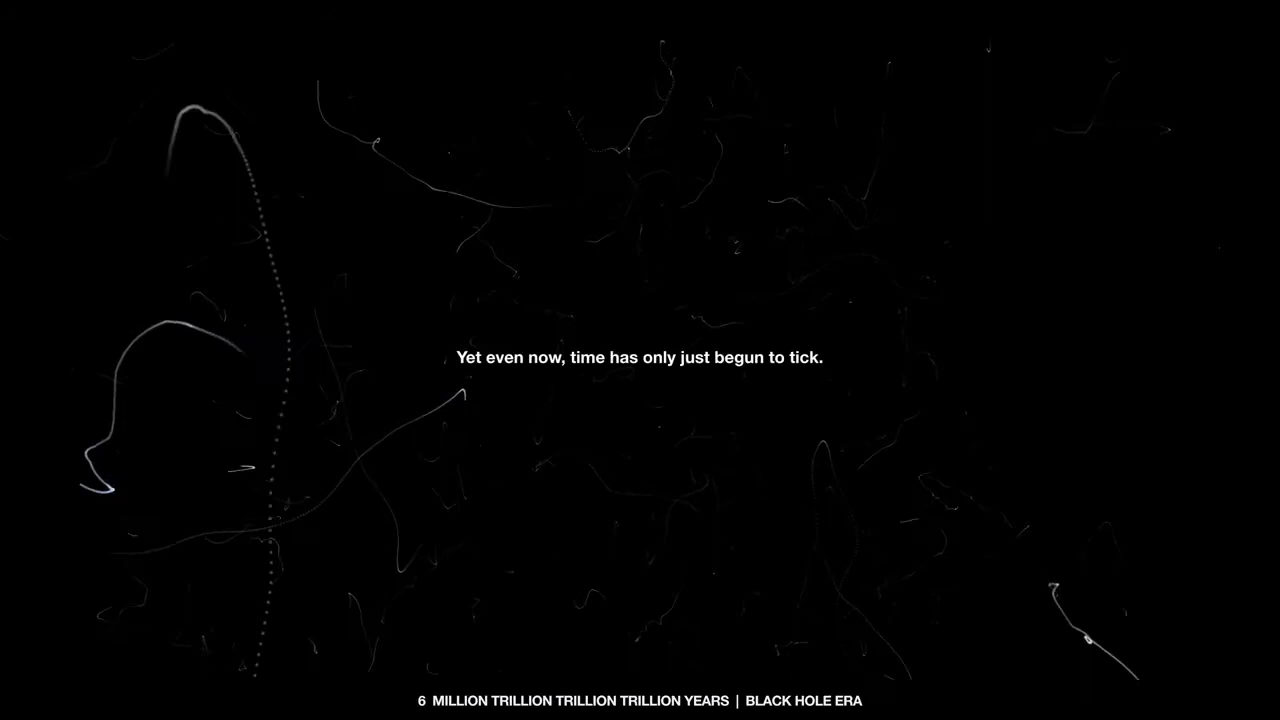 Yet even now, time has only just begun to tick.
6 MILLION TRILLION TRILLION TRILLION YEARS | BLACK HOLE ERA